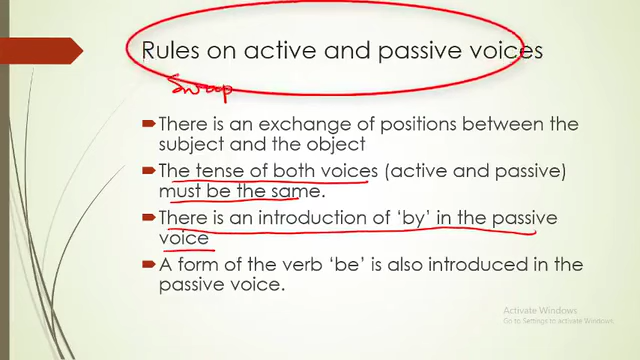 Rules on active and passive voices
Swap
There is an exchange of positions between the
subject and the object
The tense of both voices (active and passive)
must be the same.
There is an introduction of ‘by’ in the passive
voice
A form of the verb ‘be’ is also introduced in the
passive voice.
Activate Windows
Go to Settings to activate Windows.